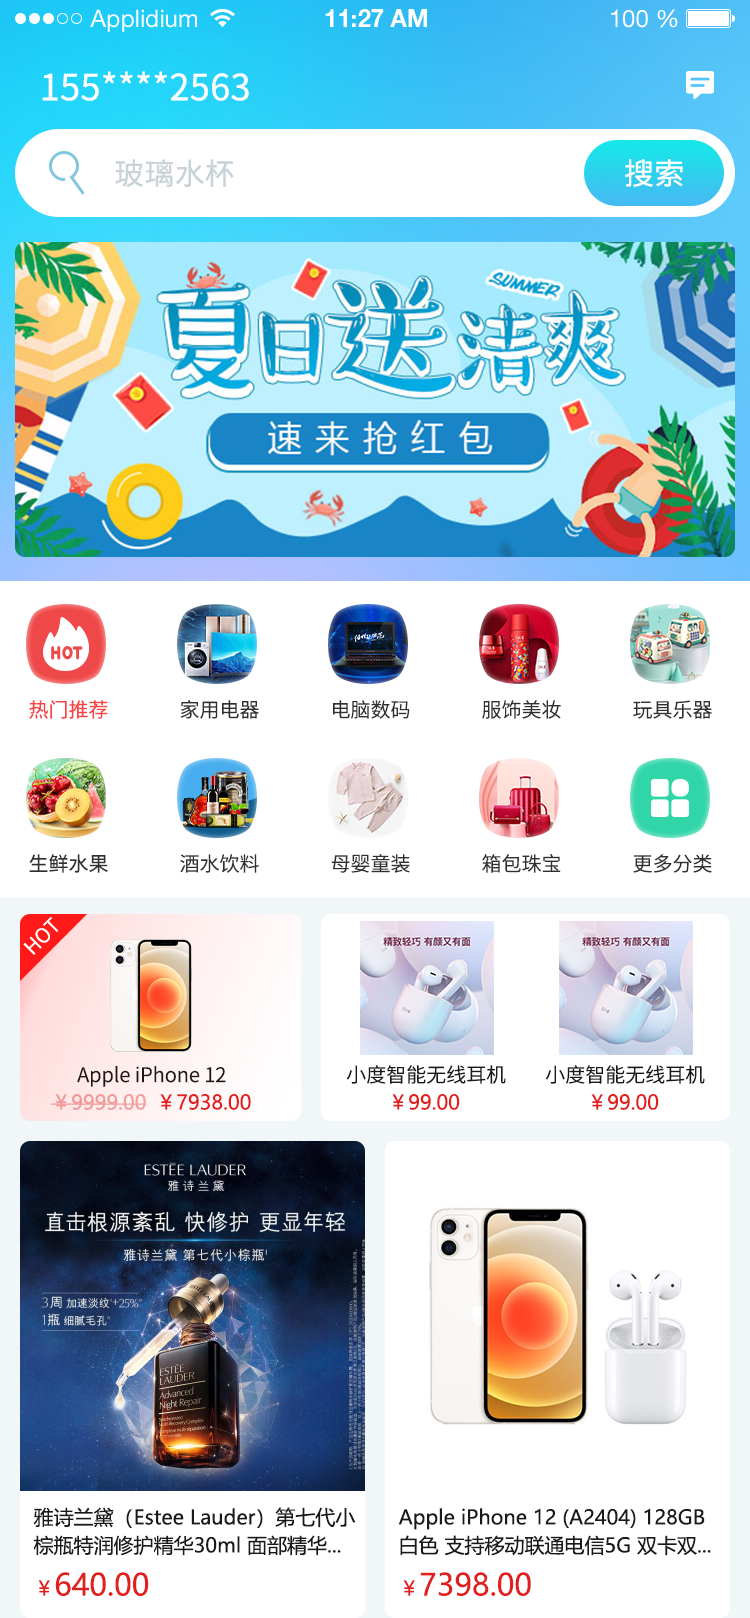 Applidium 11:27 AM 100 %
155****2563
玻璃水杯 搜索
SUMMER
夏日送清爽
速来抢红包
HOT
热门推荐 家用电器 电脑数码 服饰美妆 玩具乐器
生鲜水果 酒水饮料 母婴童装 箱包珠宝 更多分类
HOT
精致轻巧 有颜又有面 精致轻巧 有颜又有面
Apple iPhone 12 小度智能无线耳机 小度智能无线耳机
￥9999.00 ￥7938.00 ￥99.00 ￥99.00
ESTEE LAUDER
雅诗兰黛
直击根源紊乱 快修护 更显年轻
雅诗兰黛 第七代小棕瓶
3周 加速淡纹 +25%
1瓶 细腻毛孔
ESTEE
LAUDER
Advanced
Night Repair
雅诗兰黛（Estee Lauder）第七代小
棕瓶特润修护精华30ml 面部精华...
￥640.00
Apple iPhone 12 (A2404) 128GB
白色 支持移动联通电信5G 双卡双...
￥7398.00